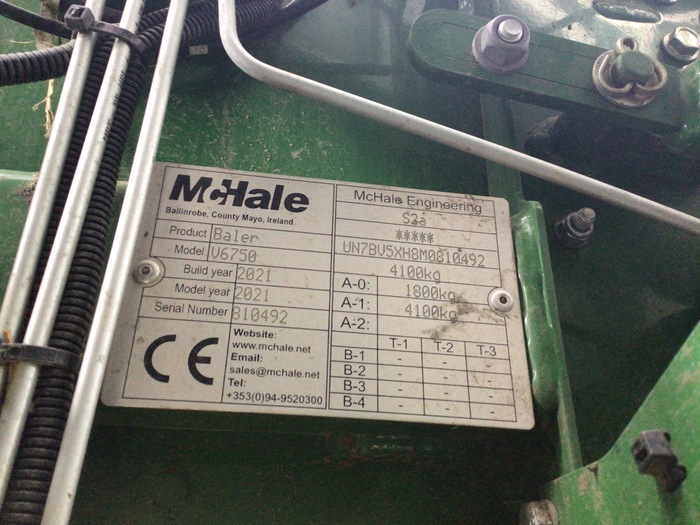 McHale
Ballinrobe, County Mayo, Ireland.
Product Baler
Model V6750
Build year 2021
Model year 2021
Serial Number 810492
CE
Website:
www.mchale.net
Email:
sales@mchale.net
Tel:
+353(0)94-9520300
McHale Engineering
S2a
*****
UN7BV5XH8M0810492
4100kg
A-0: 1800kg
A-1: 4100kg
A-2:
T-1 T-2 T-3
B-1 - - -
B-2 - - -
B-3 - - -
B-4 - - -